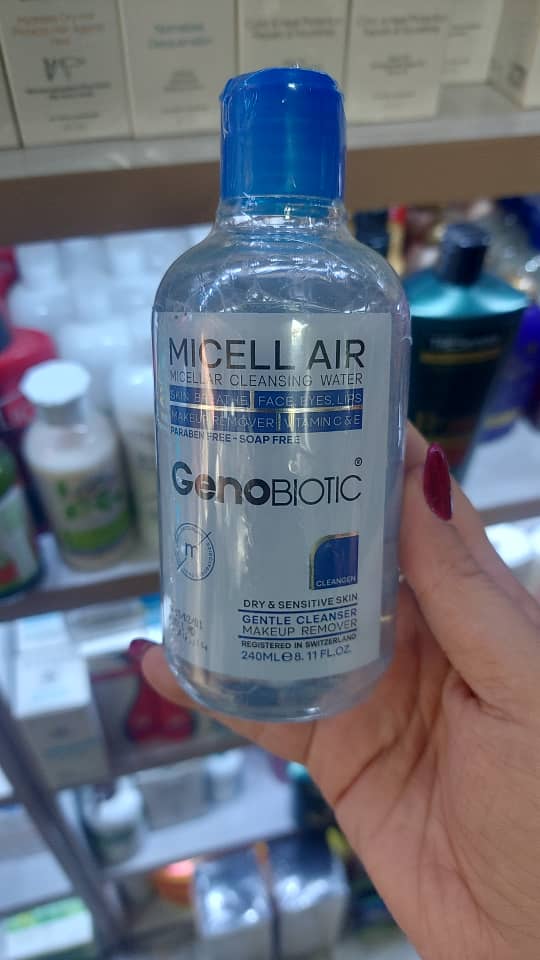 MICELL AIR
MICELLAR CLEANSING WATER
SKIN BREATHE | FACE, EYES, LIPS
MAKEUP REMOVER | VITAMIN C & E
PARABEN FREE - SOAP FREE
GenoBIOTIC®
m
CLEANGEN
DRY & SENSITIVE SKIN
GENTLE CLEANSER
MAKEUP REMOVER
REGISTERED IN SWITZERLAND
240ML℮8. 11 FL.OZ.